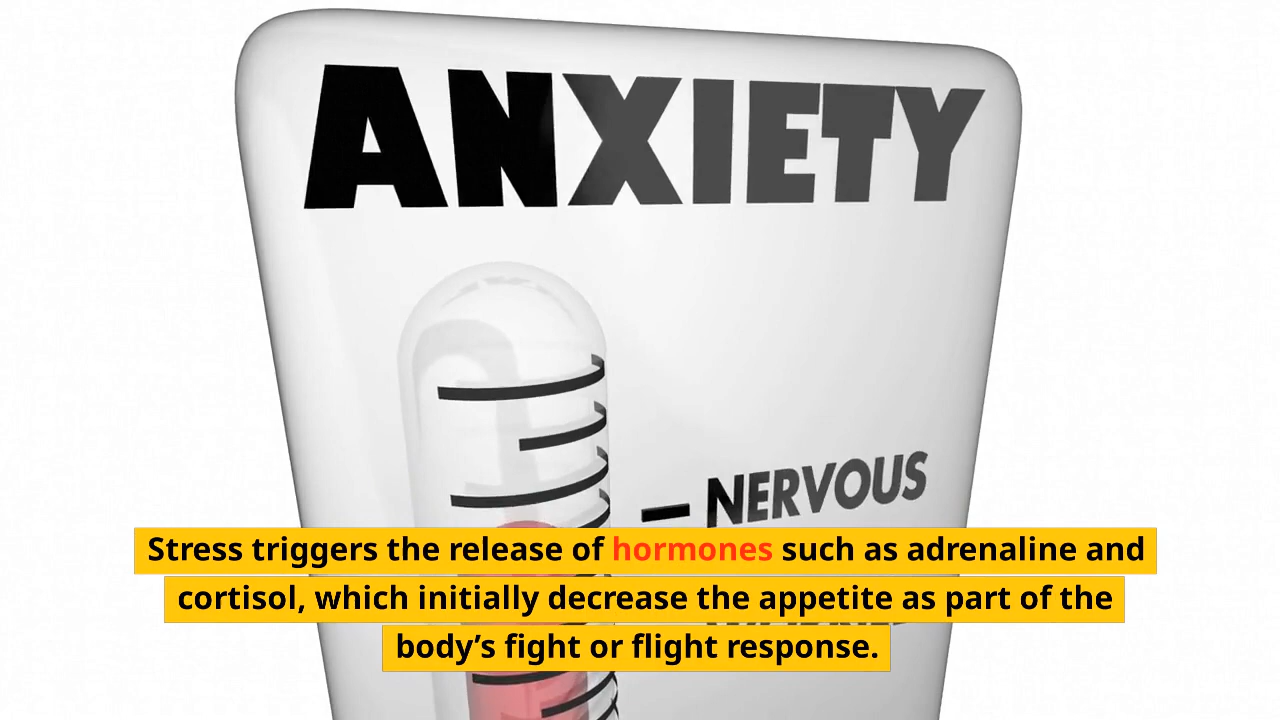 ANXIETY
— NERVOUS
Stress triggers the release of hormones such as adrenaline and
cortisol, which initially decrease the appetite as part of the
body’s fight or flight response.